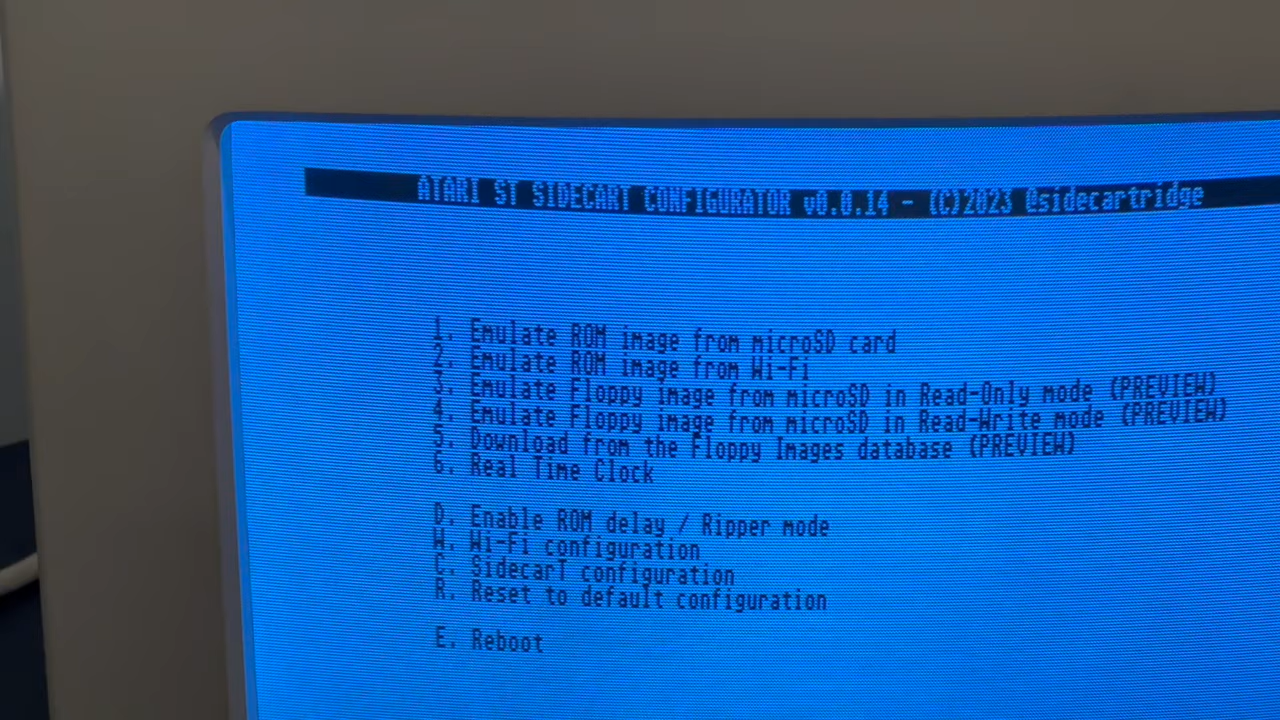 ATARI ST SIDECART CONFIGURATOR v0.0.14 - (C)2023 @sidecartridge
1. Emulate ROM image from microSD card
2. Emulate ROM image from Wi-Fi
3. Emulate Floppy image from microSD in Read-Only mode (PREVIEW)
4. Emulate Floppy image from microSD in Read-Write mode (PREVIEW)
5. Download from the Floppy Images database (PREVIEW)
6. Real Time Clock
D. Enable ROM delay / Ripper mode
W. Wi-Fi configuration
C. SidecarT configuration
R. Reset to default configuration
E. Reboot